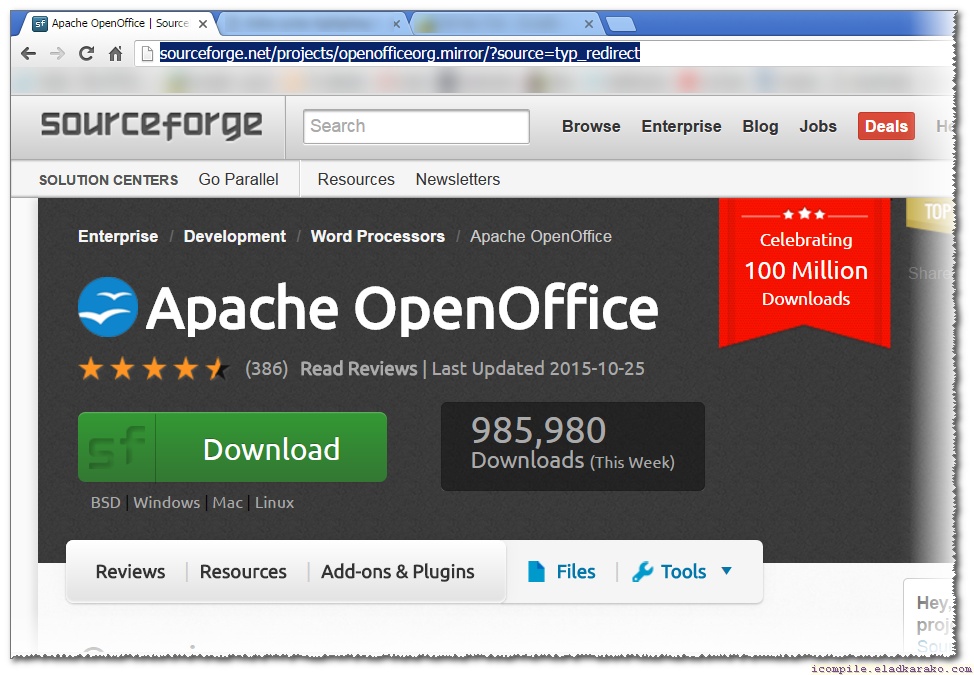 Apache OpenOffice | Source
sourceforge.net/projects/openofficeorg.mirror/?source=typ_redirect
sourceforge
Search
Browse Enterprise Blog Jobs Deals
SOLUTION CENTERS Go Parallel Resources Newsletters
TOP
Enterprise / Development / Word Processors / Apache OpenOffice
Celebrating
100 Million
Downloads
Share
Apache OpenOffice
(386) Read Reviews | Last Updated 2015-10-25
sf Download
985,980
Downloads (This Week)
BSD | Windows | Mac | Linux
Reviews | Resources | Add-ons & Plugins Files | Tools
Hey,
proj
Sou
icompile.eladkarako.com